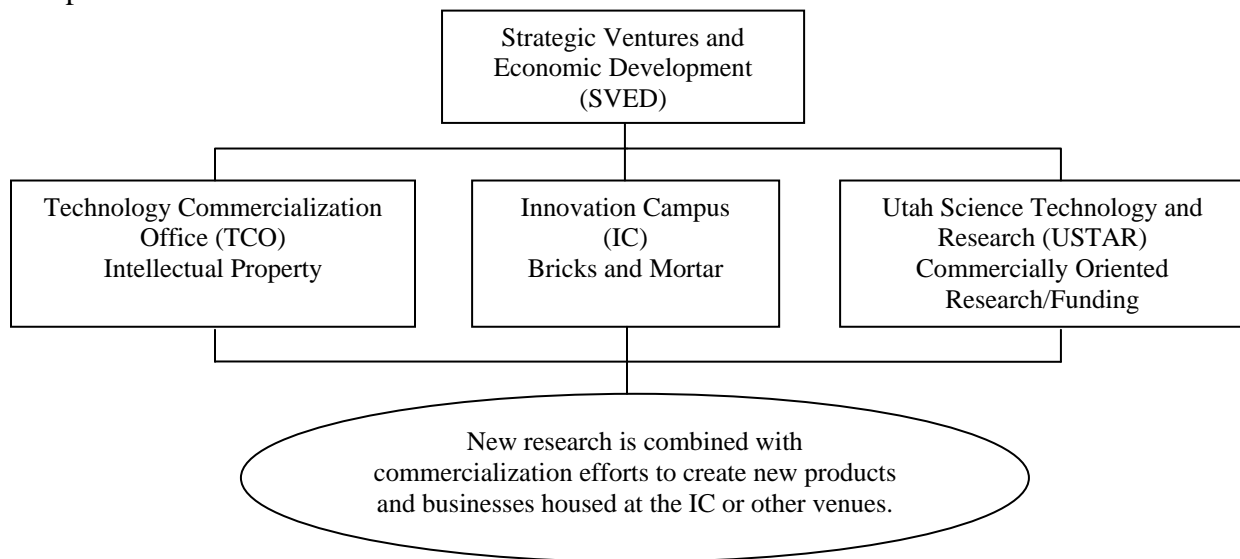 Strategic Ventures and
Economic Development
(SVED)
Technology Commercialization
Office (TCO)
Intellectual Property
Innovation Campus
(IC)
Bricks and Mortar
Utah Science Technology and
Research (USTAR)
Commercially Oriented
Research/Funding
New research is combined with
commercialization efforts to create new products
and businesses housed at the IC or other venues.